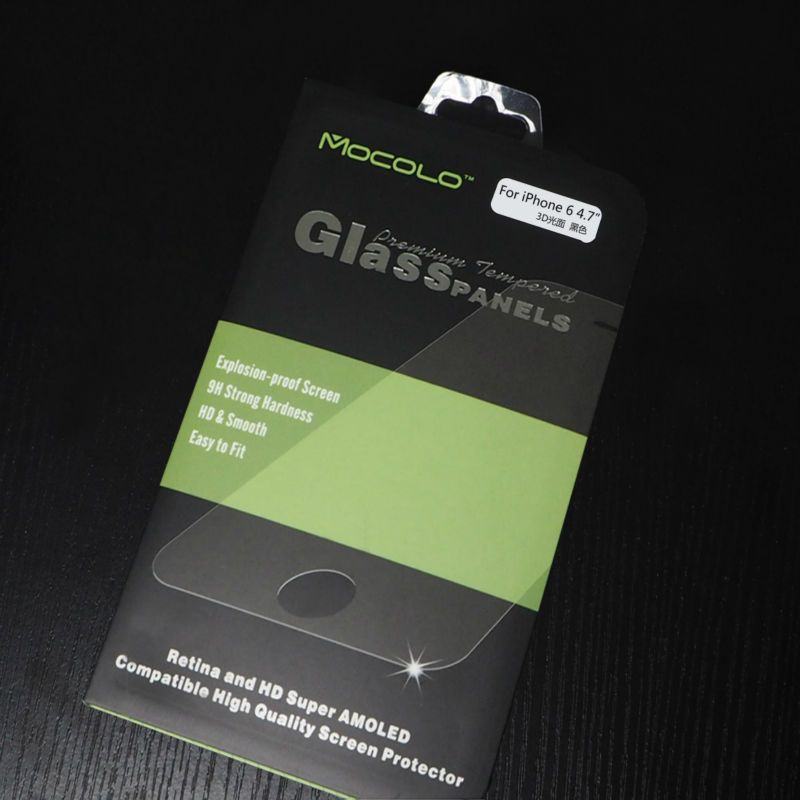 MOCOLO™
For iPhone 6 4.7"
3D光面 黑色
Premium Tempered
Glass PANELS
Explosion-proof Screen
9H Strong Hardness
HD & Smooth
Easy to Fit
Retina and HD Super AMOLED
Compatible High Quality Screen Protector